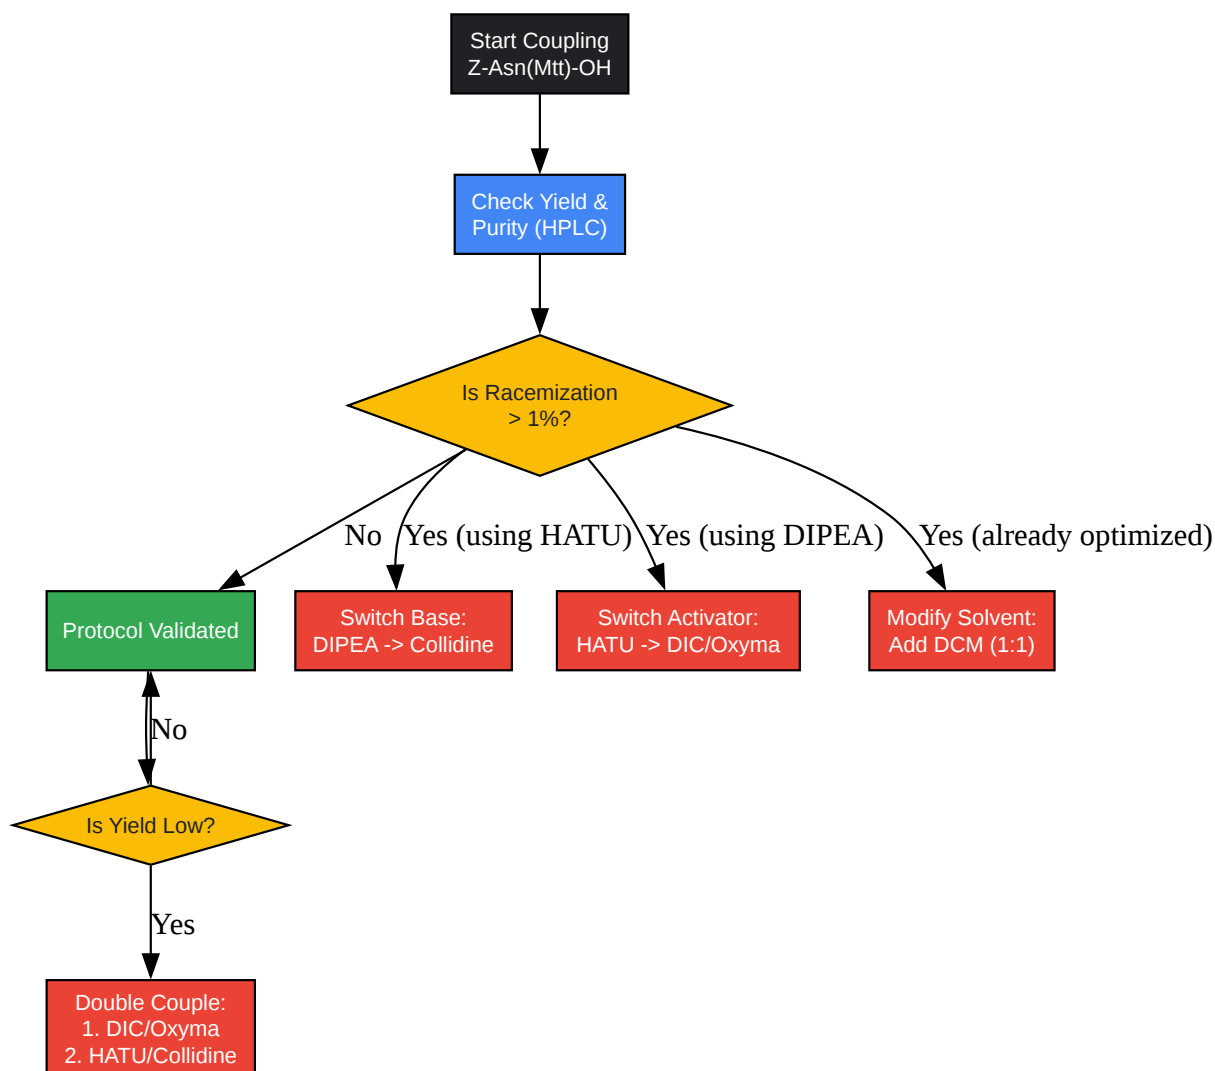 Start Coupling
Z-Asn(Mtt)-OH
Check Yield &
Purity (HPLC)
Is Racemization
> 1%?
No
Yes (using HATU)
Yes (using DIPEA)
Yes (already optimized)
Protocol Validated
Switch Base:
DIPEA -> Collidine
Switch Activator:
HATU -> DIC/Oxyma
Modify Solvent:
Add DCM (1:1)
No
Is Yield Low?
Yes
Double Couple:
1. DIC/Oxyma
2. HATU/Collidine